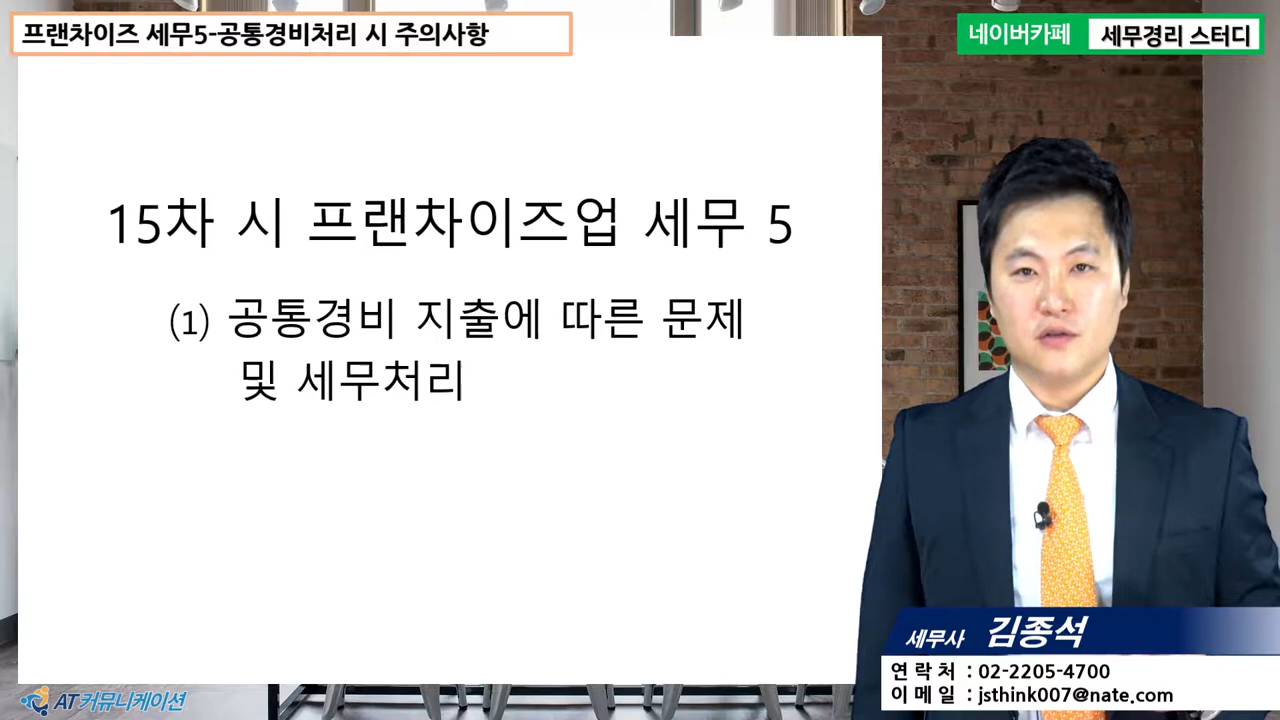 프랜차이즈 세무5-공통경비처리 시 주의사항
네이버카페 세무경리 스터디
15차 시 프랜차이즈업 세무 5
(1) 공통경비 지출에 따른 문제
및 세무처리
세무사 김종석
연 락 처 : 02-2205-4700
이 메 일 : jsthink007@nate.com
AT커뮤니케이션